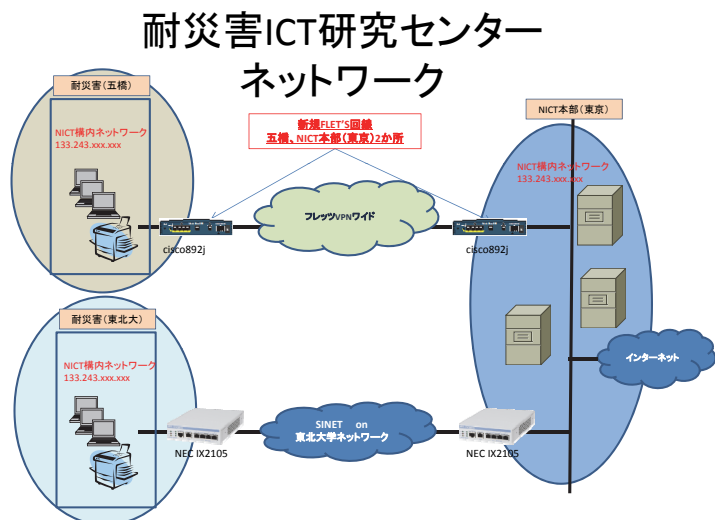 耐災害ICT研究センター
ネットワーク
耐災害(五橋)
NICT構内ネットワーク
133.243.xxx.xxx
新規FLET'S回線
五橋、NICT本部(東京)2か所
NICT本部(東京)
NICT構内ネットワーク
133.243.xxx.xxx
フレッツVPNワイド
cisco892j
cisco892j
耐災害(東北大)
NICT構内ネットワーク
133.243.xxx.xxx
インターネット
SINET on
東北大学ネットワーク
NEC IX2105
NEC IX2105